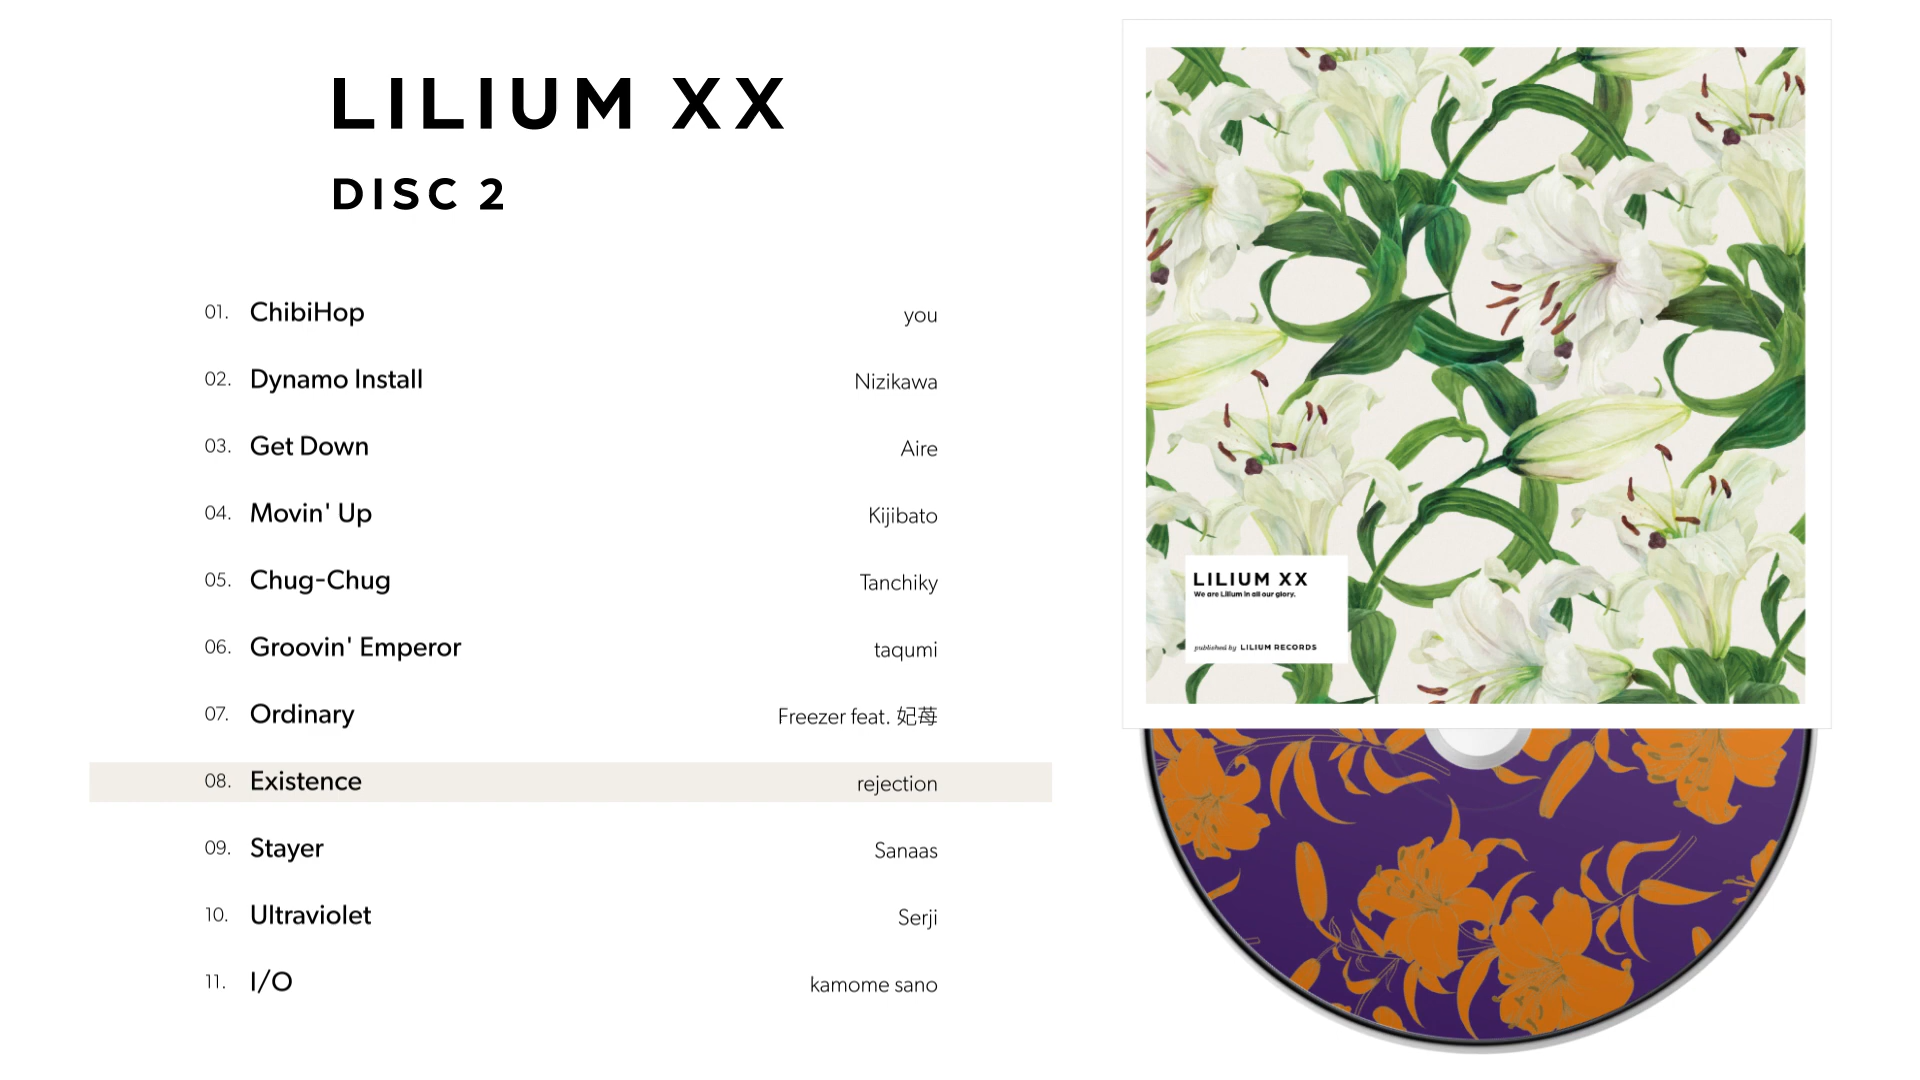 LILIUM XX
DISC 2
01. ChibiHop you
02. Dynamo Install Nizikawa
03. Get Down Aire
04. Movin' Up Kijibato
05. Chug-Chug Tanchiky
06. Groovin' Emperor taqumi
07. Ordinary Freezer feat. 妃苺
08. Existence rejection
09. Stayer Sanaas
10. Ultraviolet Serji
11. I/O kamome sano
LILIUM XX
We are Lilium in all our glory.
published by LILIUM RECORDS